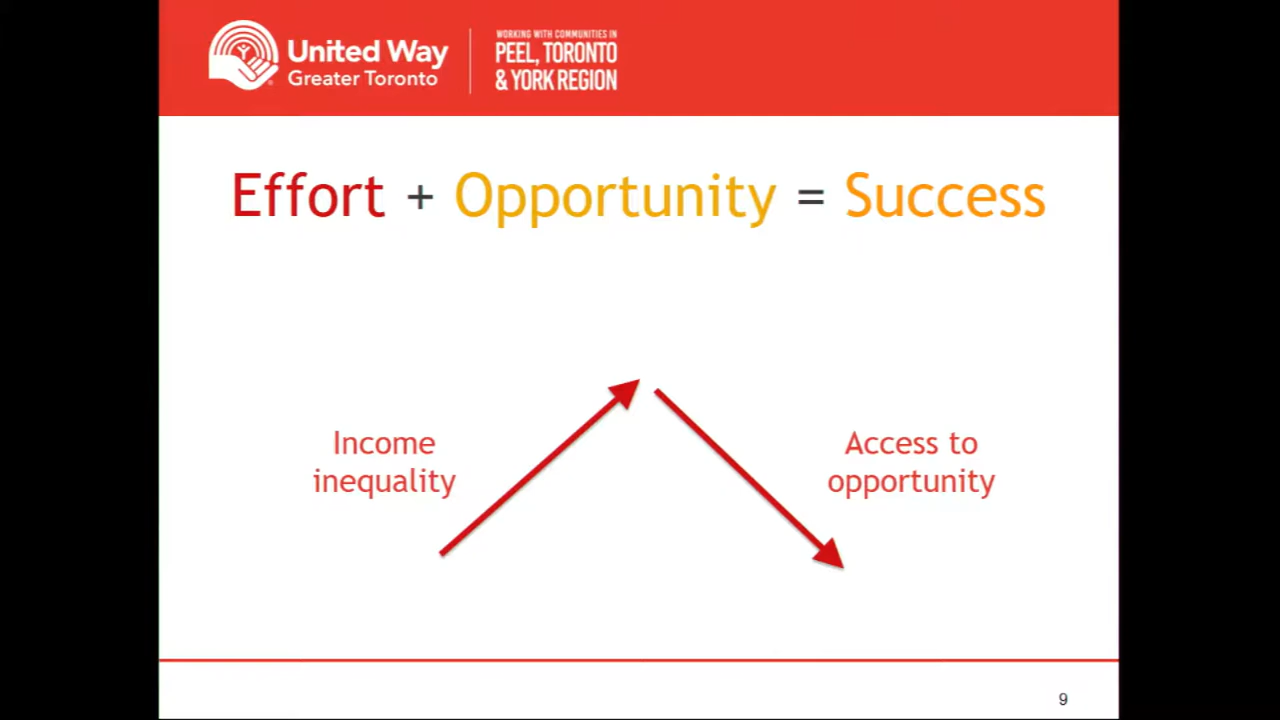 United Way
Greater Toronto
WORKING WITH COMMUNITIES IN
PEEL, TORONTO
& YORK REGION
Effort + Opportunity = Success
Income
inequality
Access to
opportunity
9